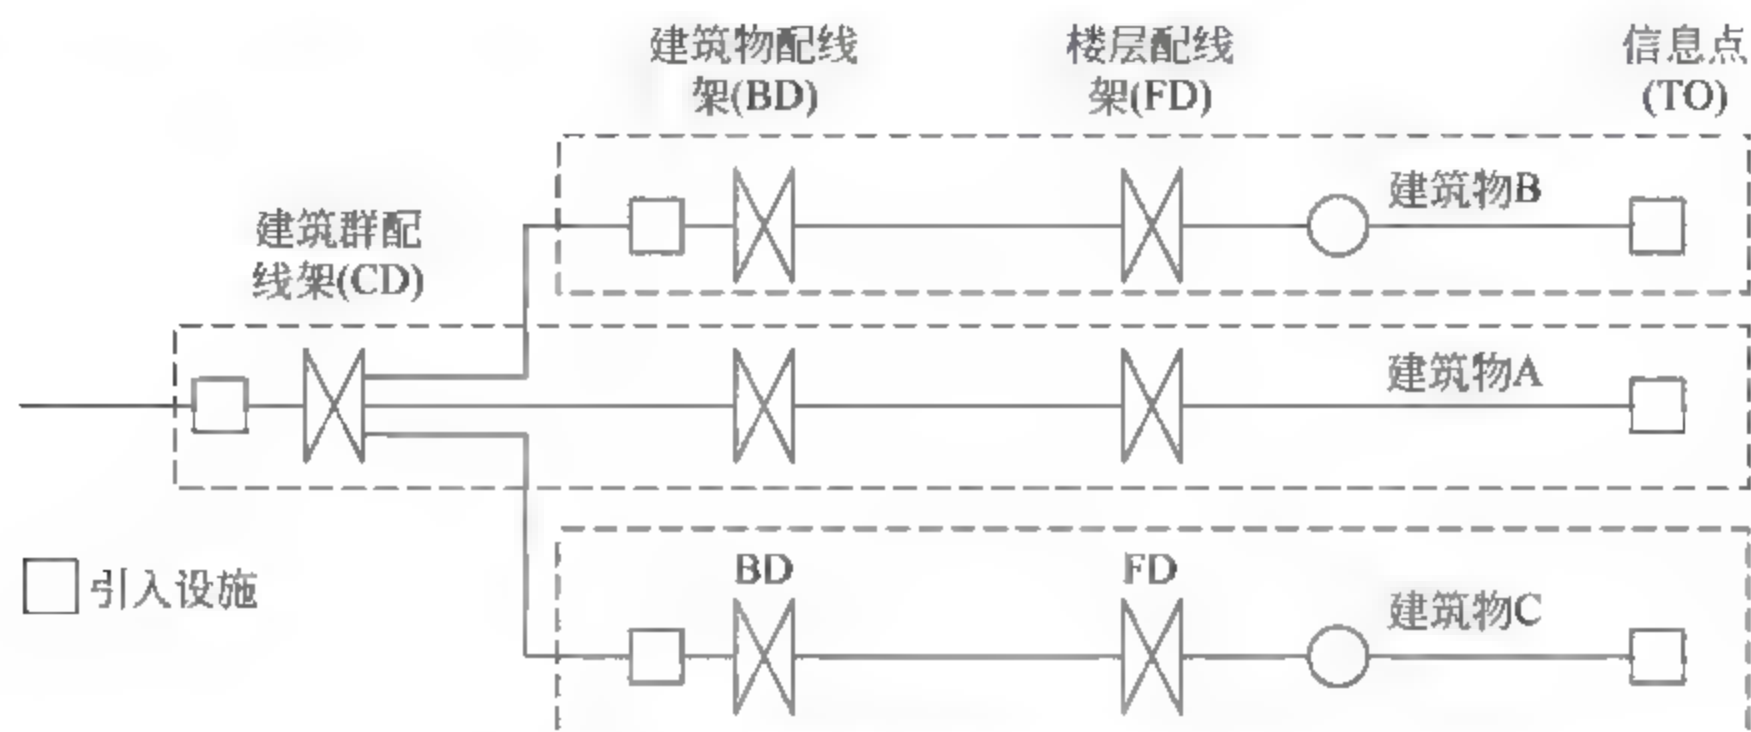 建筑物配线
架(BD)
楼层配线
架(FD)
信息点
(TO)
建筑物B
建筑群配
线架(CD)
建筑物A
BD
FD
引入设施
建筑物C